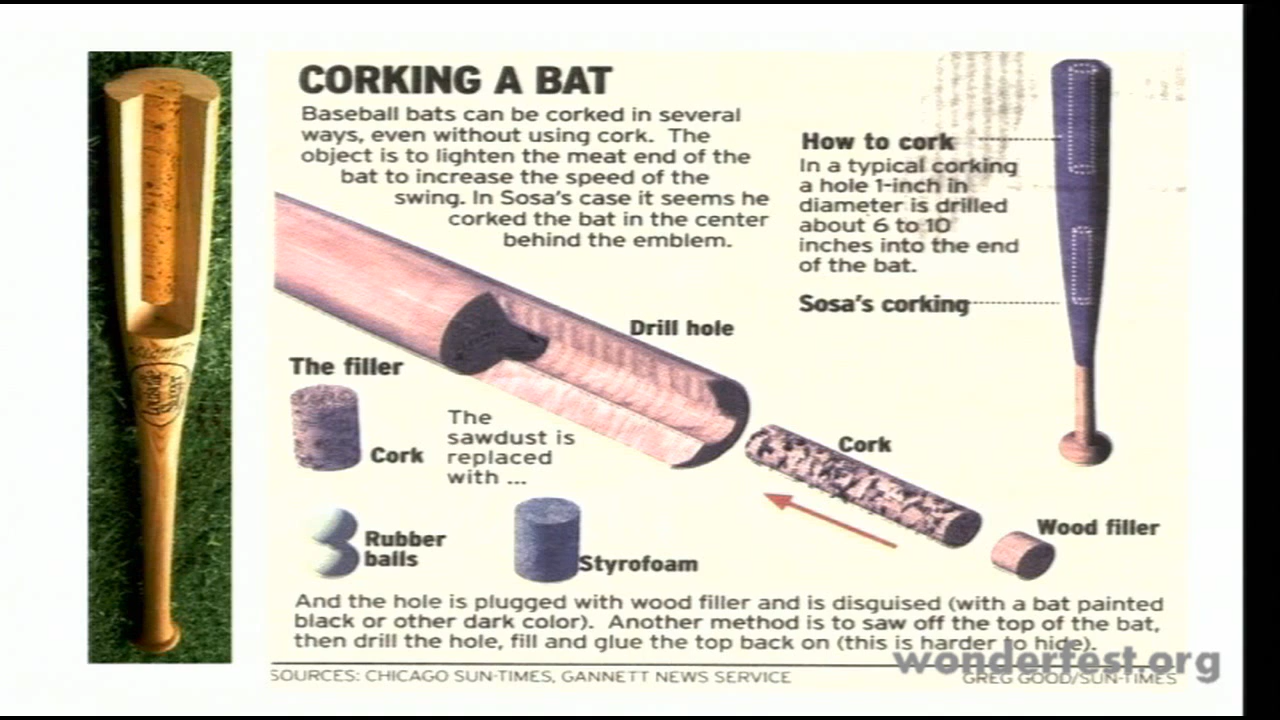 CORKING A BAT
Baseball bats can be corked in several
ways, even without using cork. The
object is to lighten the meat end of the
bat to increase the speed of the
swing. In Sosa's case it seems he
corked the bat in the center
behind the emblem.
How to cork
In a typical corking
a hole 1-inch in
diameter is drilled
about 6 to 10
inches into the end
of the bat.
Sosa's corking
Drill hole
The filler
Cork
The
sawdust is
replaced
with ...
Cork
Wood filler
Rubber
balls
Styrofoam
And the hole is plugged with wood filler and is disguised (with a bat painted
black or other dark color). Another method is to saw off the top of the bat,
then drill the hole, fill and glue the top back on (this is harder to hide).
wonderfest.org
SOURCES: CHICAGO SUN-TIMES, GANNETT NEWS SERVICE
GREG GOOD/SUN-TIMES
Louisville
Slugger